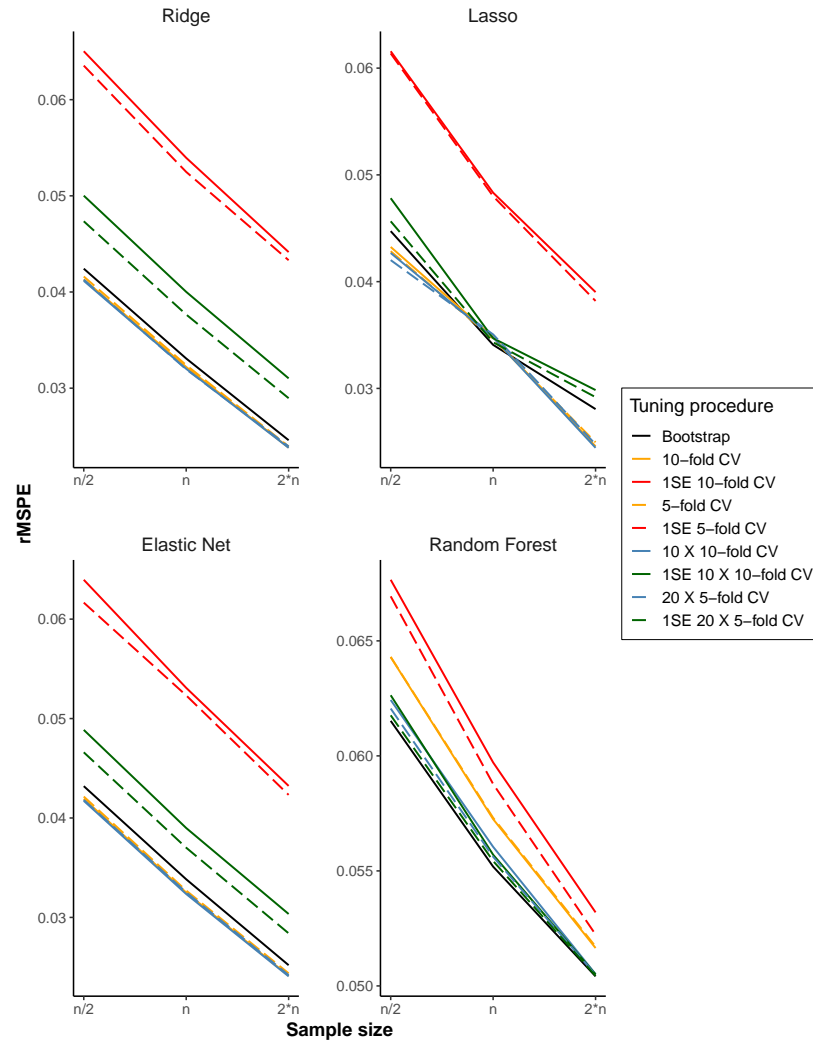 Ridge
Lasso
0.06
0.05
0.04
0.03
n/2
n
2*n
0.06
0.05
0.04
0.03
n/2
n
2*n
rMSPE
Elastic Net
Random Forest
0.06
0.05
0.04
0.03
n/2
n
2*n
0.065
0.060
0.055
0.050
n/2
n
2*n
Sample size
Tuning procedure
Bootstrap
10−fold CV
1SE 10−fold CV
5−fold CV
1SE 5−fold CV
10 X 10−fold CV
1SE 10 X 10−fold CV
20 X 5−fold CV
1SE 20 X 5−fold CV